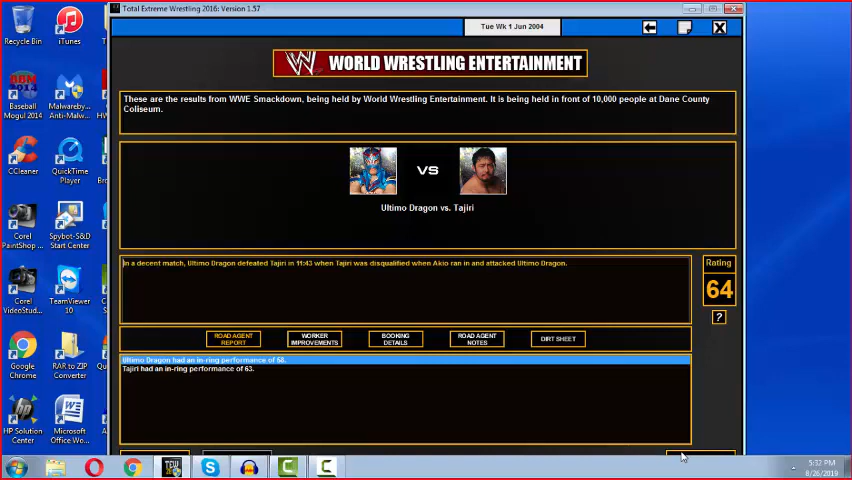 Total Extreme Wrestling 2016: Version 1.57
Tue Wk 1 Jun 2004
WORLD WRESTLING ENTERTAINMENT
These are the results from WWE Smackdown, being held by World Wrestling Entertainment. It is being held in front of 10,000 people at Dane County
Coliseum.
VS
Ultimo Dragon vs. Tajiri
In a decent match, Ultimo Dragon defeated Tajiri in 11:43 when Tajiri was disqualified when Akio ran in and attacked Ultimo Dragon.
Rating
64
?
ROAD AGENT
REPORT
WORKER
IMPROVEMENTS
BOOKING
DETAILS
ROAD AGENT
NOTES
DIRT SHEET
Ultimo Dragon had an in-ring performance of 58.
Tajiri had an in-ring performance of 63.
Recycle Bin
iTunes
Baseball
Mogul 2014
Malwareby...
Anti-Malw...
CCleaner
QuickTime
Player
Corel
PaintShop ...
Spybot-S&D
Start Center
Corel
VideoStud...
TeamViewer
10
Google
Chrome
RAR to ZIP
Converter
HP Solution
Center
Microsoft
Office Wo...
5:32 PM
8/26/2019